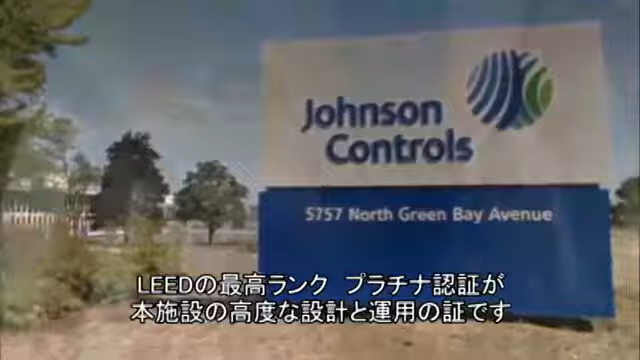 Johnson
Controls
5757 North Green Bay Avenue
LEEDの最高ランク　プラチナ認証が
本施設の高度な設計と運用の証です